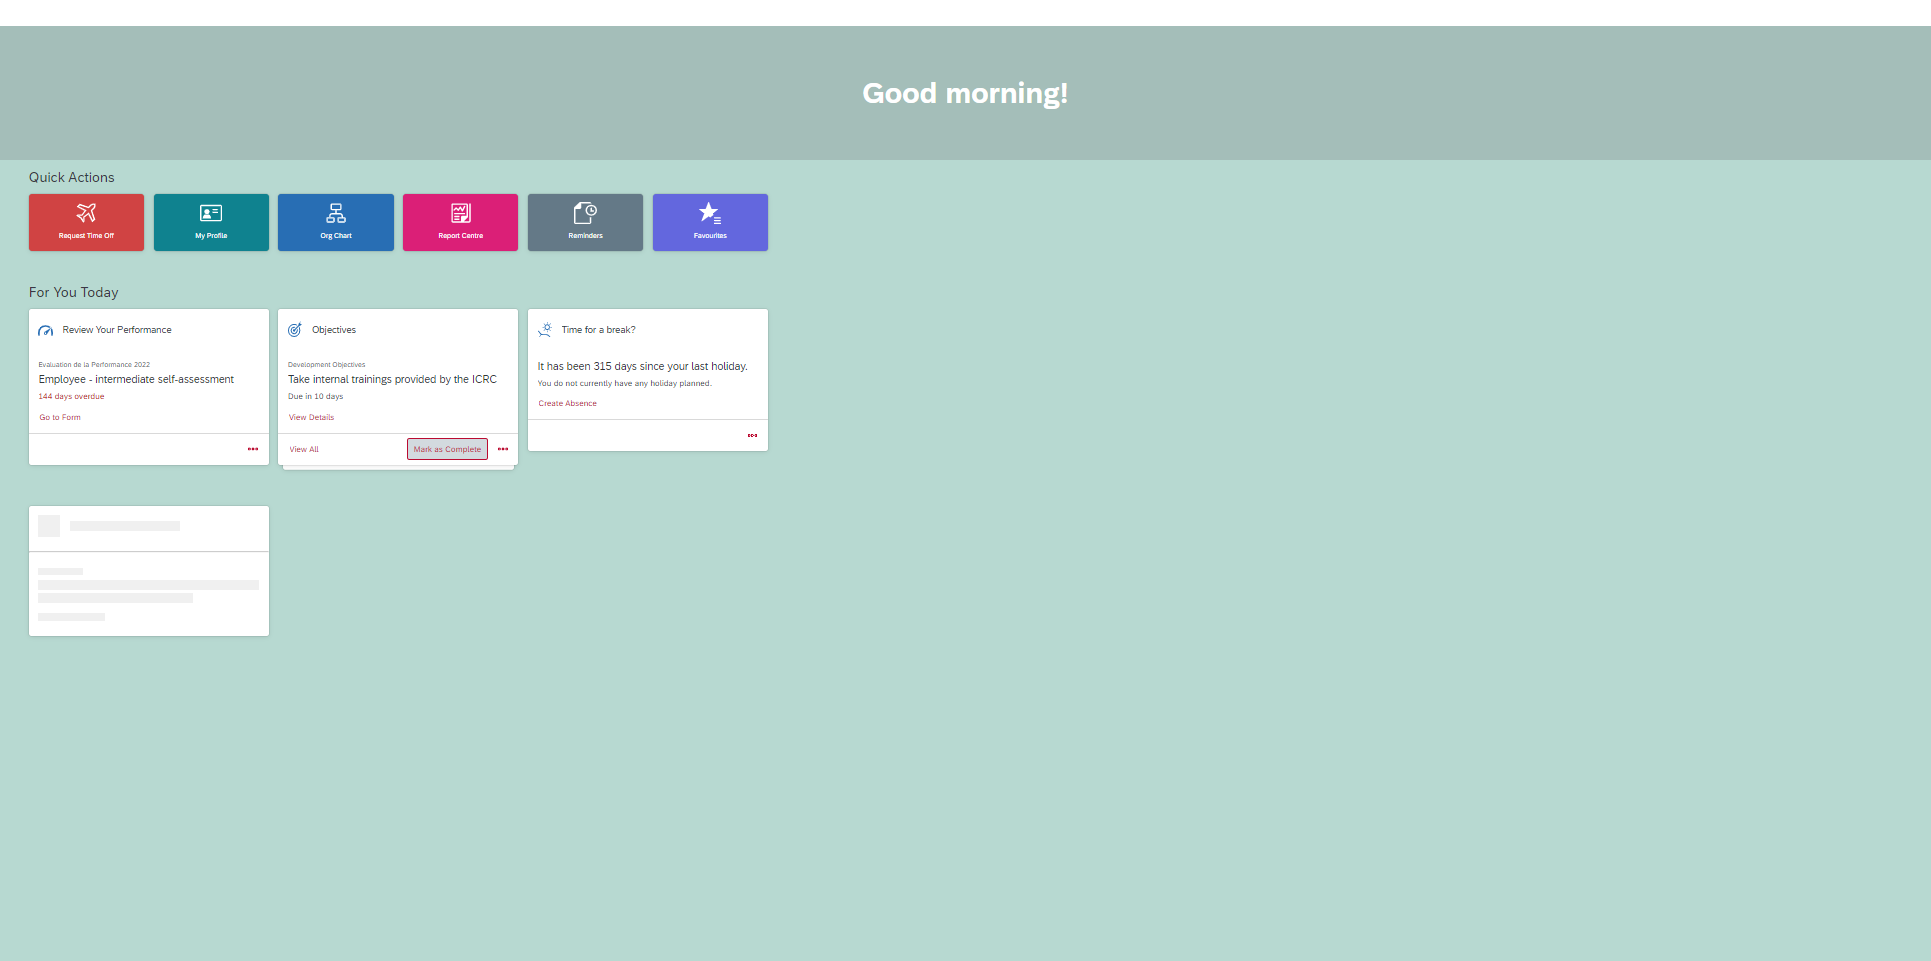 Good morning!
Quick Actions
Request Time Off
My Profile
Org Chart
Report Centre
Reminders
Favourites
For You Today
Review Your Performance
Evaluation de la Performance 2022
Employee - intermediate self-assessment
144 days overdue
Go to Form
Objectives
Development Objectives
Take internal trainings provided by the ICRC
Due in 10 days
View Details
View All
Mark as Complete
Time for a break?
It has been 315 days since your last holiday.
You do not currently have any holiday planned.
Create Absence